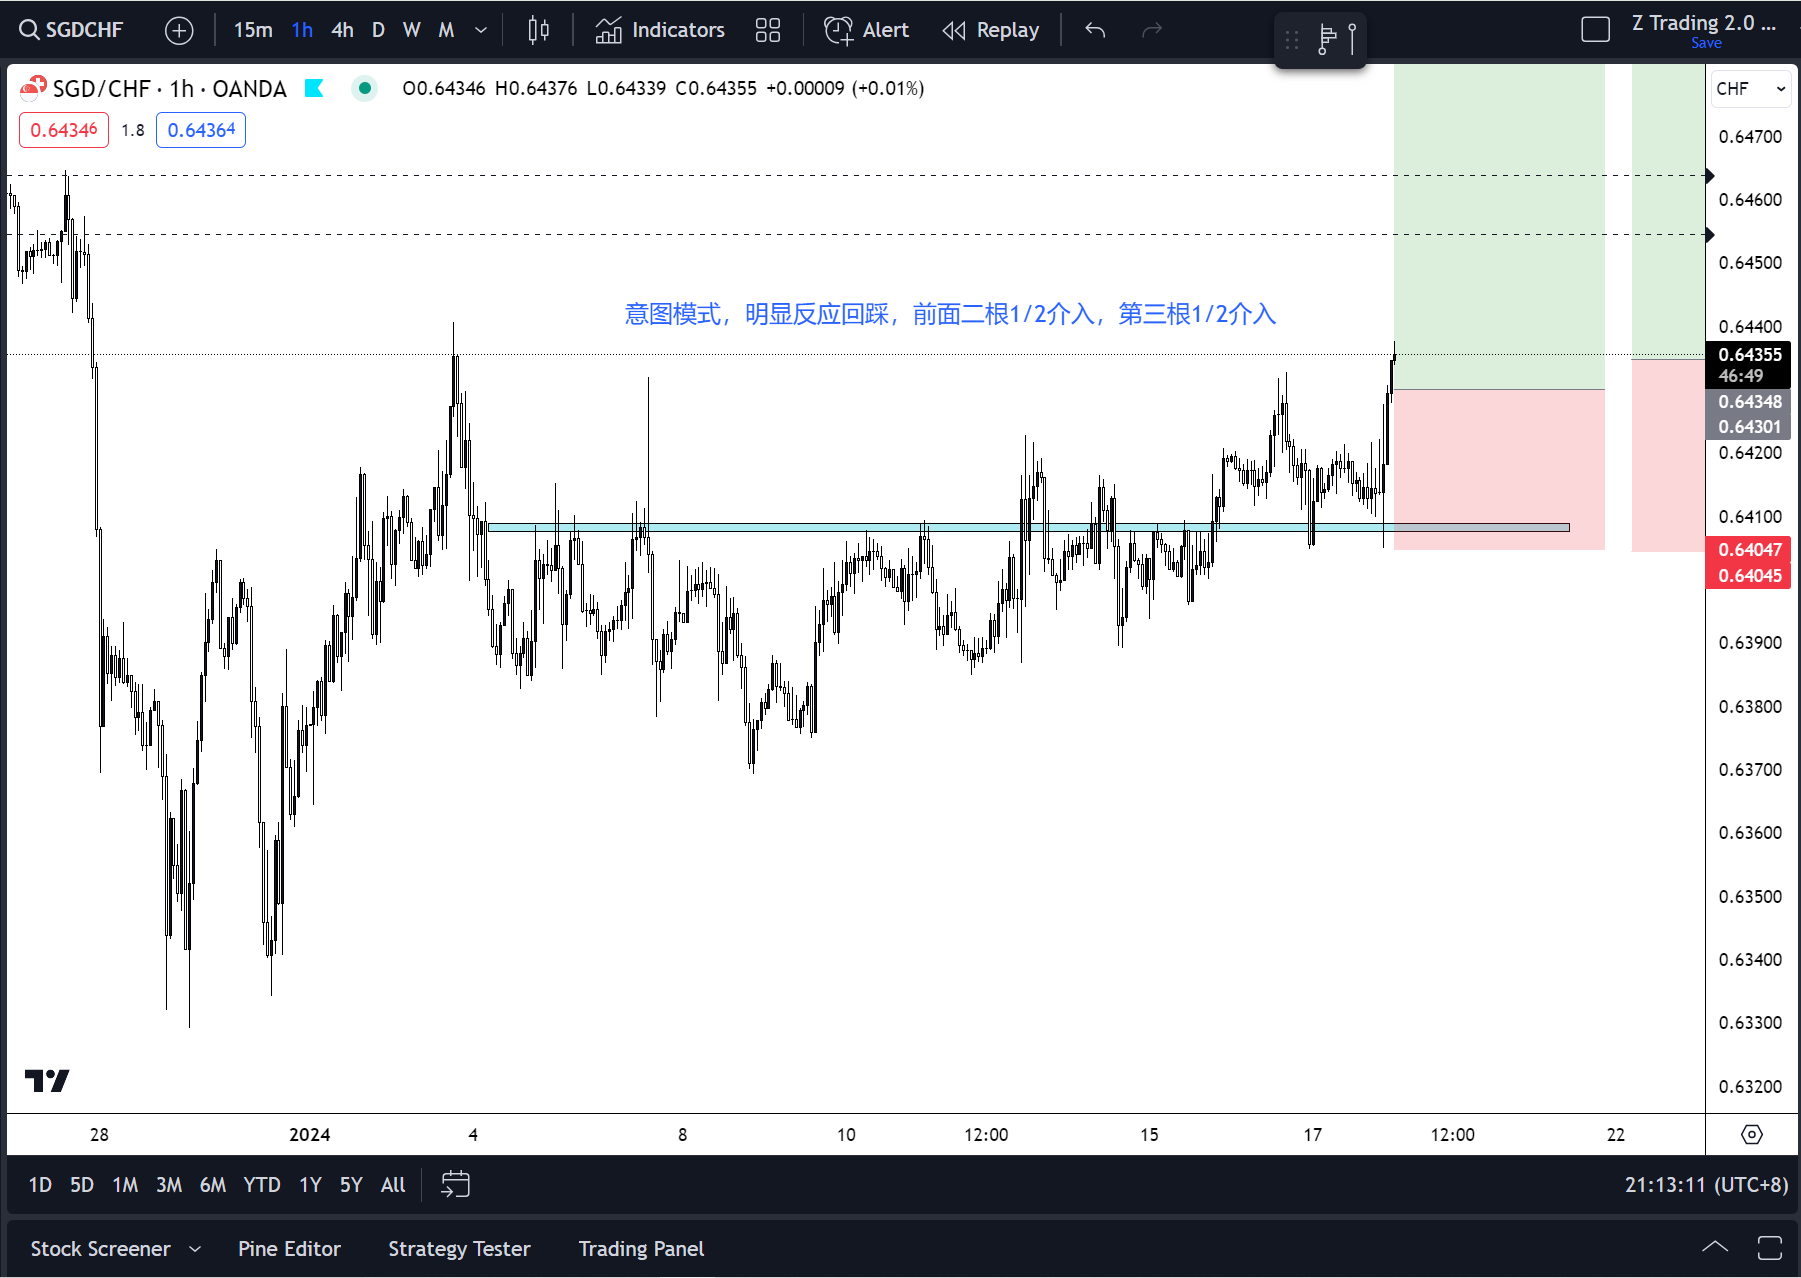 SGDCHF 15m 1h 4h D W M Indicators Alert Replay Z Trading 2.0 ...
Save
SGD/CHF · 1h · OANDA O0.64346 H0.64376 L0.64339 C0.64355 +0.00009 (+0.01%)
CHF
0.64346 1.8 0.64364
0.64700
0.64600
0.64500
意图模式，明显反应回踩，前面二根1/2介入，第三根1/2介入
0.64400
0.64355
46:49
0.64348
0.64301
0.64200
0.64100
0.64047
0.64045
0.63900
0.63800
0.63700
0.63600
0.63500
0.63400
0.63300
0.63200
28 2024 4 8 10 12:00 15 17 12:00 22
1D 5D 1M 3M 6M YTD 1Y 5Y All 21:13:11 (UTC+8)
Stock Screener Pine Editor Strategy Tester Trading Panel